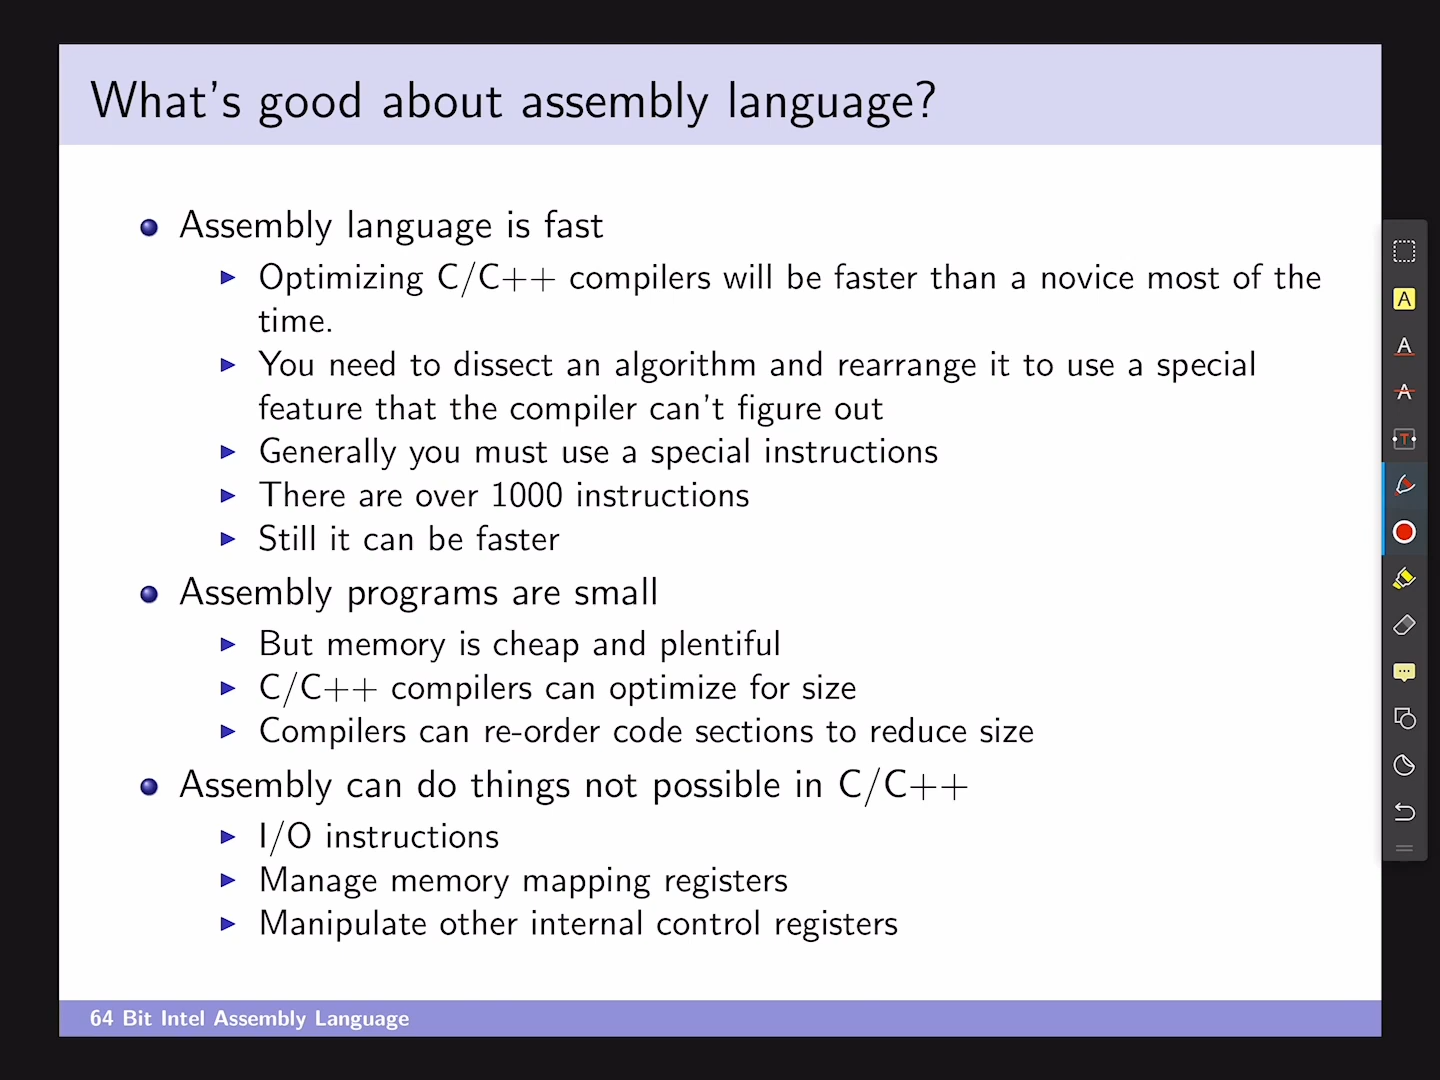 What's good about assembly language?
Assembly language is fast
Optimizing C/C++ compilers will be faster than a novice most of the
time.
You need to dissect an algorithm and rearrange it to use a special
feature that the compiler can't figure out
Generally you must use a special instructions
There are over 1000 instructions
Still it can be faster
Assembly programs are small
But memory is cheap and plentiful
C/C++ compilers can optimize for size
Compilers can re-order code sections to reduce size
Assembly can do things not possible in C/C++
I/O instructions
Manage memory mapping registers
Manipulate other internal control registers
64 Bit Intel Assembly Language
A
A
A
T